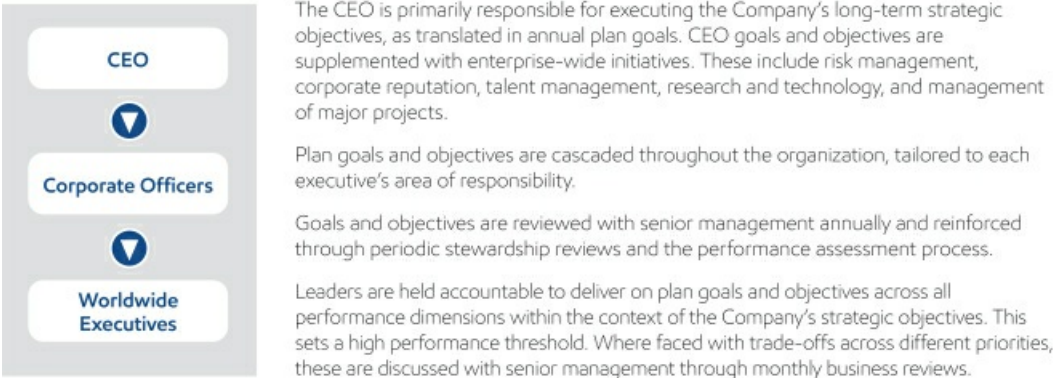 CEO
Corporate Officers
Worldwide
Executives
The CEO is primarily responsible for executing the Company's long-term strategic
objectives, as translated in annual plan goals. CEO goals and objectives are
supplemented with enterprise-wide initiatives. These include risk management,
corporate reputation, talent management, research and technology, and management
of major projects.
Plan goals and objectives are cascaded throughout the organization, tailored to each
executive's area of responsibility.
Goals and objectives are reviewed with senior management annually and reinforced
through periodic stewardship reviews and the performance assessment process.
Leaders are held accountable to deliver on plan goals and objectives across all
performance dimensions within the context of the Company's strategic objectives. This
sets a high performance threshold. Where faced with trade-offs across different priorities,
these are discussed with senior management through monthly business reviews.